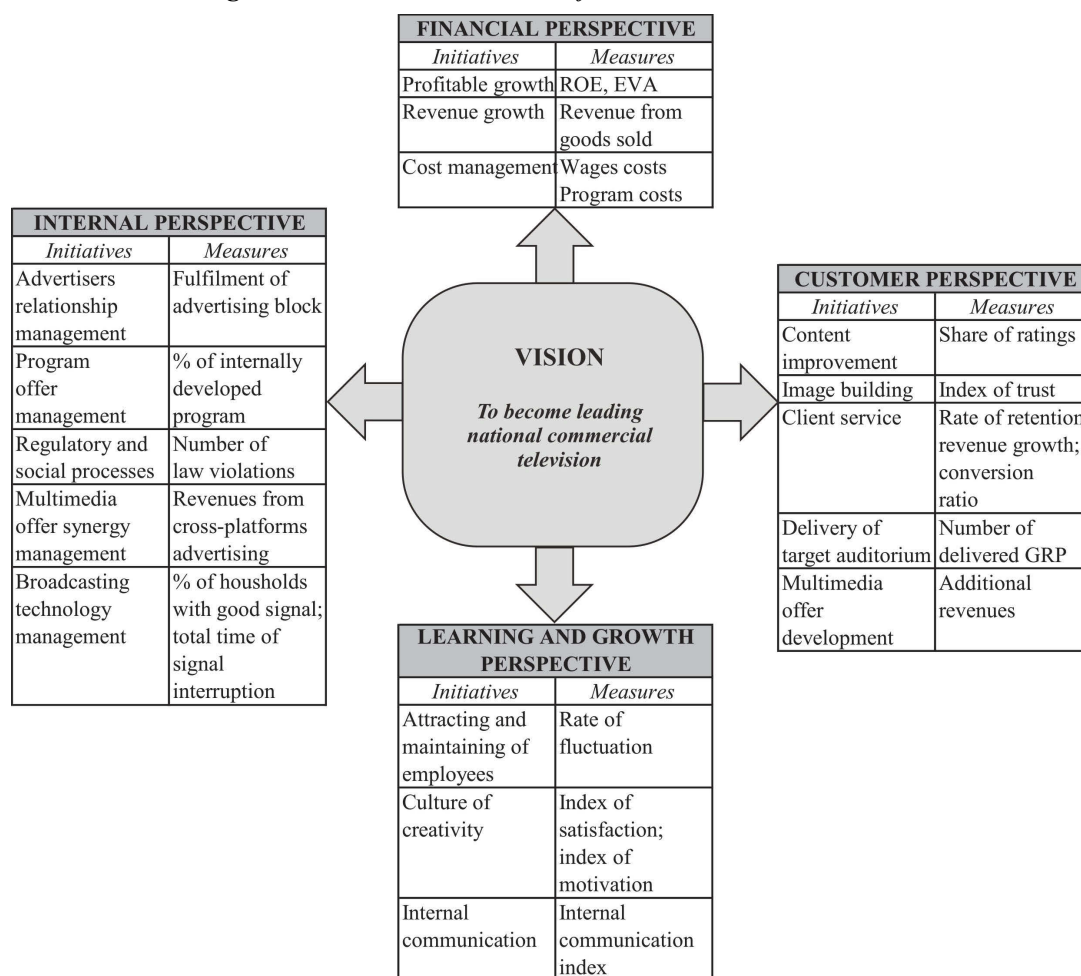 FINANCIAL PERSPECTIVE
Initiatives Measures
Profitable growth ROE, EVA
Revenue growth Revenue from
goods sold
Cost management Wages costs
Program costs
INTERNAL PERSPECTIVE
Initiatives Measures
Advertisers Fulfilment of
relationship advertising block
management
Program % of internally
offer developed
management program
Regulatory and Number of
social processes law violations
Multimedia Revenues from
offer synergy cross-platforms
management advertising
Broadcasting % of housholds
technology with good signal;
management total time of
signal
interruption
VISION
To become leading
national commercial
television
CUSTOMER PERSPECTIVE
Initiatives Measures
Content Share of ratings
improvement
Image building Index of trust
Client service Rate of retention
revenue growth;
conversion
ratio
Delivery of Number of
target auditorium delivered GRP
Multimedia Additional
offer revenues
development
LEARNING AND GROWTH
PERSPECTIVE
Initiatives Measures
Attracting and Rate of
maintaining of fluctuation
employees
Culture of Index of
creativity satisfaction;
index of
motivation
Internal Internal
communication communication
index